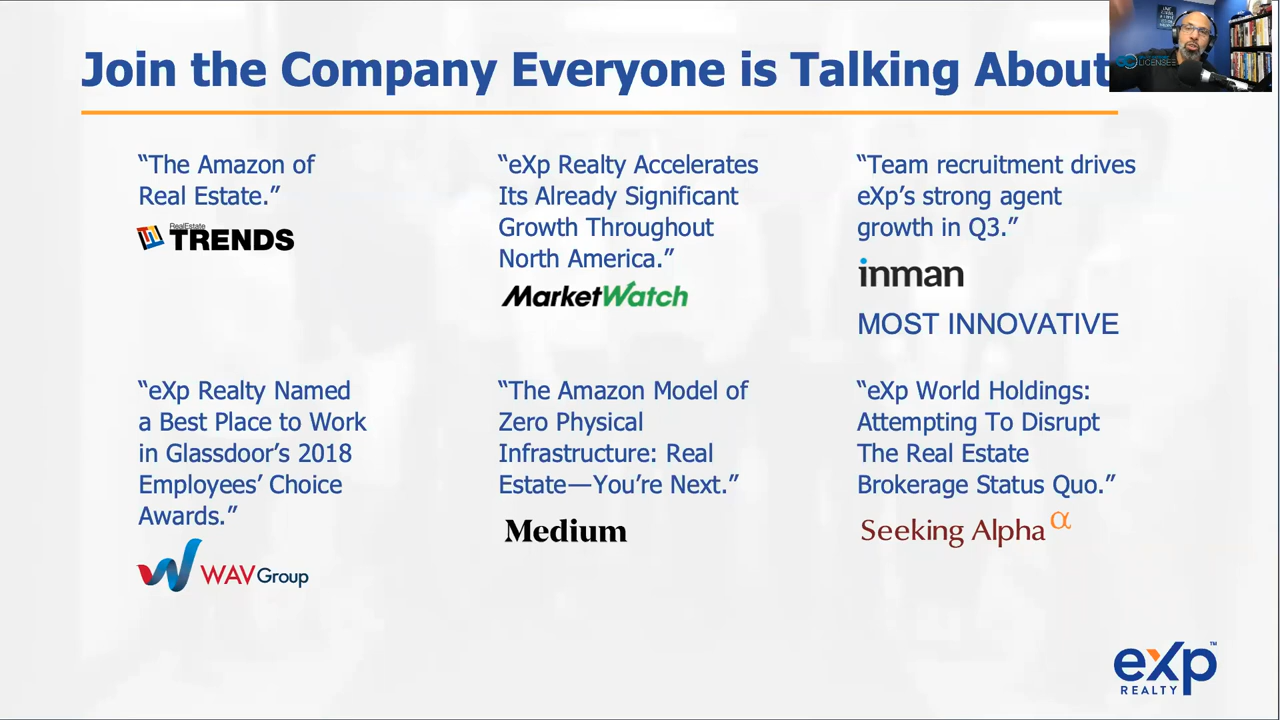 Join the Company Everyone is Talking About
LICENSEE
“The Amazon of
Real Estate.”
RealEstate
TRENDS
“eXp Realty Accelerates
Its Already Significant
Growth Throughout
North America.”
MarketWatch
“Team recruitment drives
eXp’s strong agent
growth in Q3.”
inman
MOST INNOVATIVE
“eXp Realty Named
a Best Place to Work
in Glassdoor’s 2018
Employees’ Choice
Awards.”
WAV Group
“The Amazon Model of
Zero Physical
Infrastructure: Real
Estate—You’re Next.”
Medium
“eXp World Holdings:
Attempting To Disrupt
The Real Estate
Brokerage Status Quo.”
Seeking Alpha α
eXp™
REALTY